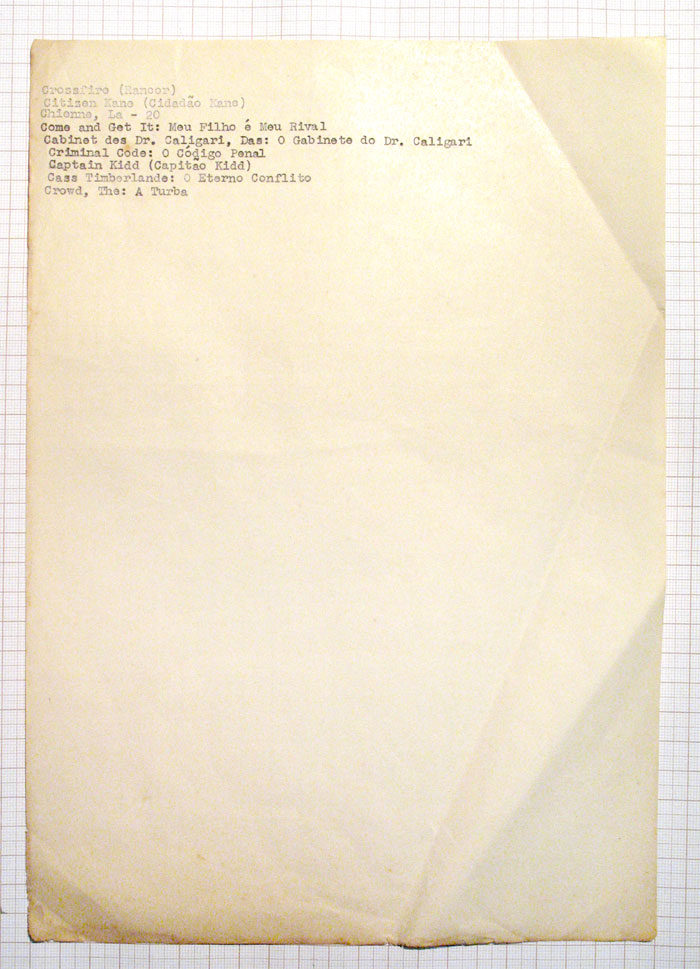 Crossfire (Rancor)
Citizen Kane (Cidadão Kane)
Chienne, La - 20
Come and Get It: Meu Filho é Meu Rival
Cabinet des Dr. Caligari, Das: O Gabinete do Dr. Caligari
Criminal Code: O Código Penal
Captain Kidd (Capitão Kidd)
Cass Timberlande: O Eterno Conflito
Crowd, The: A Turba